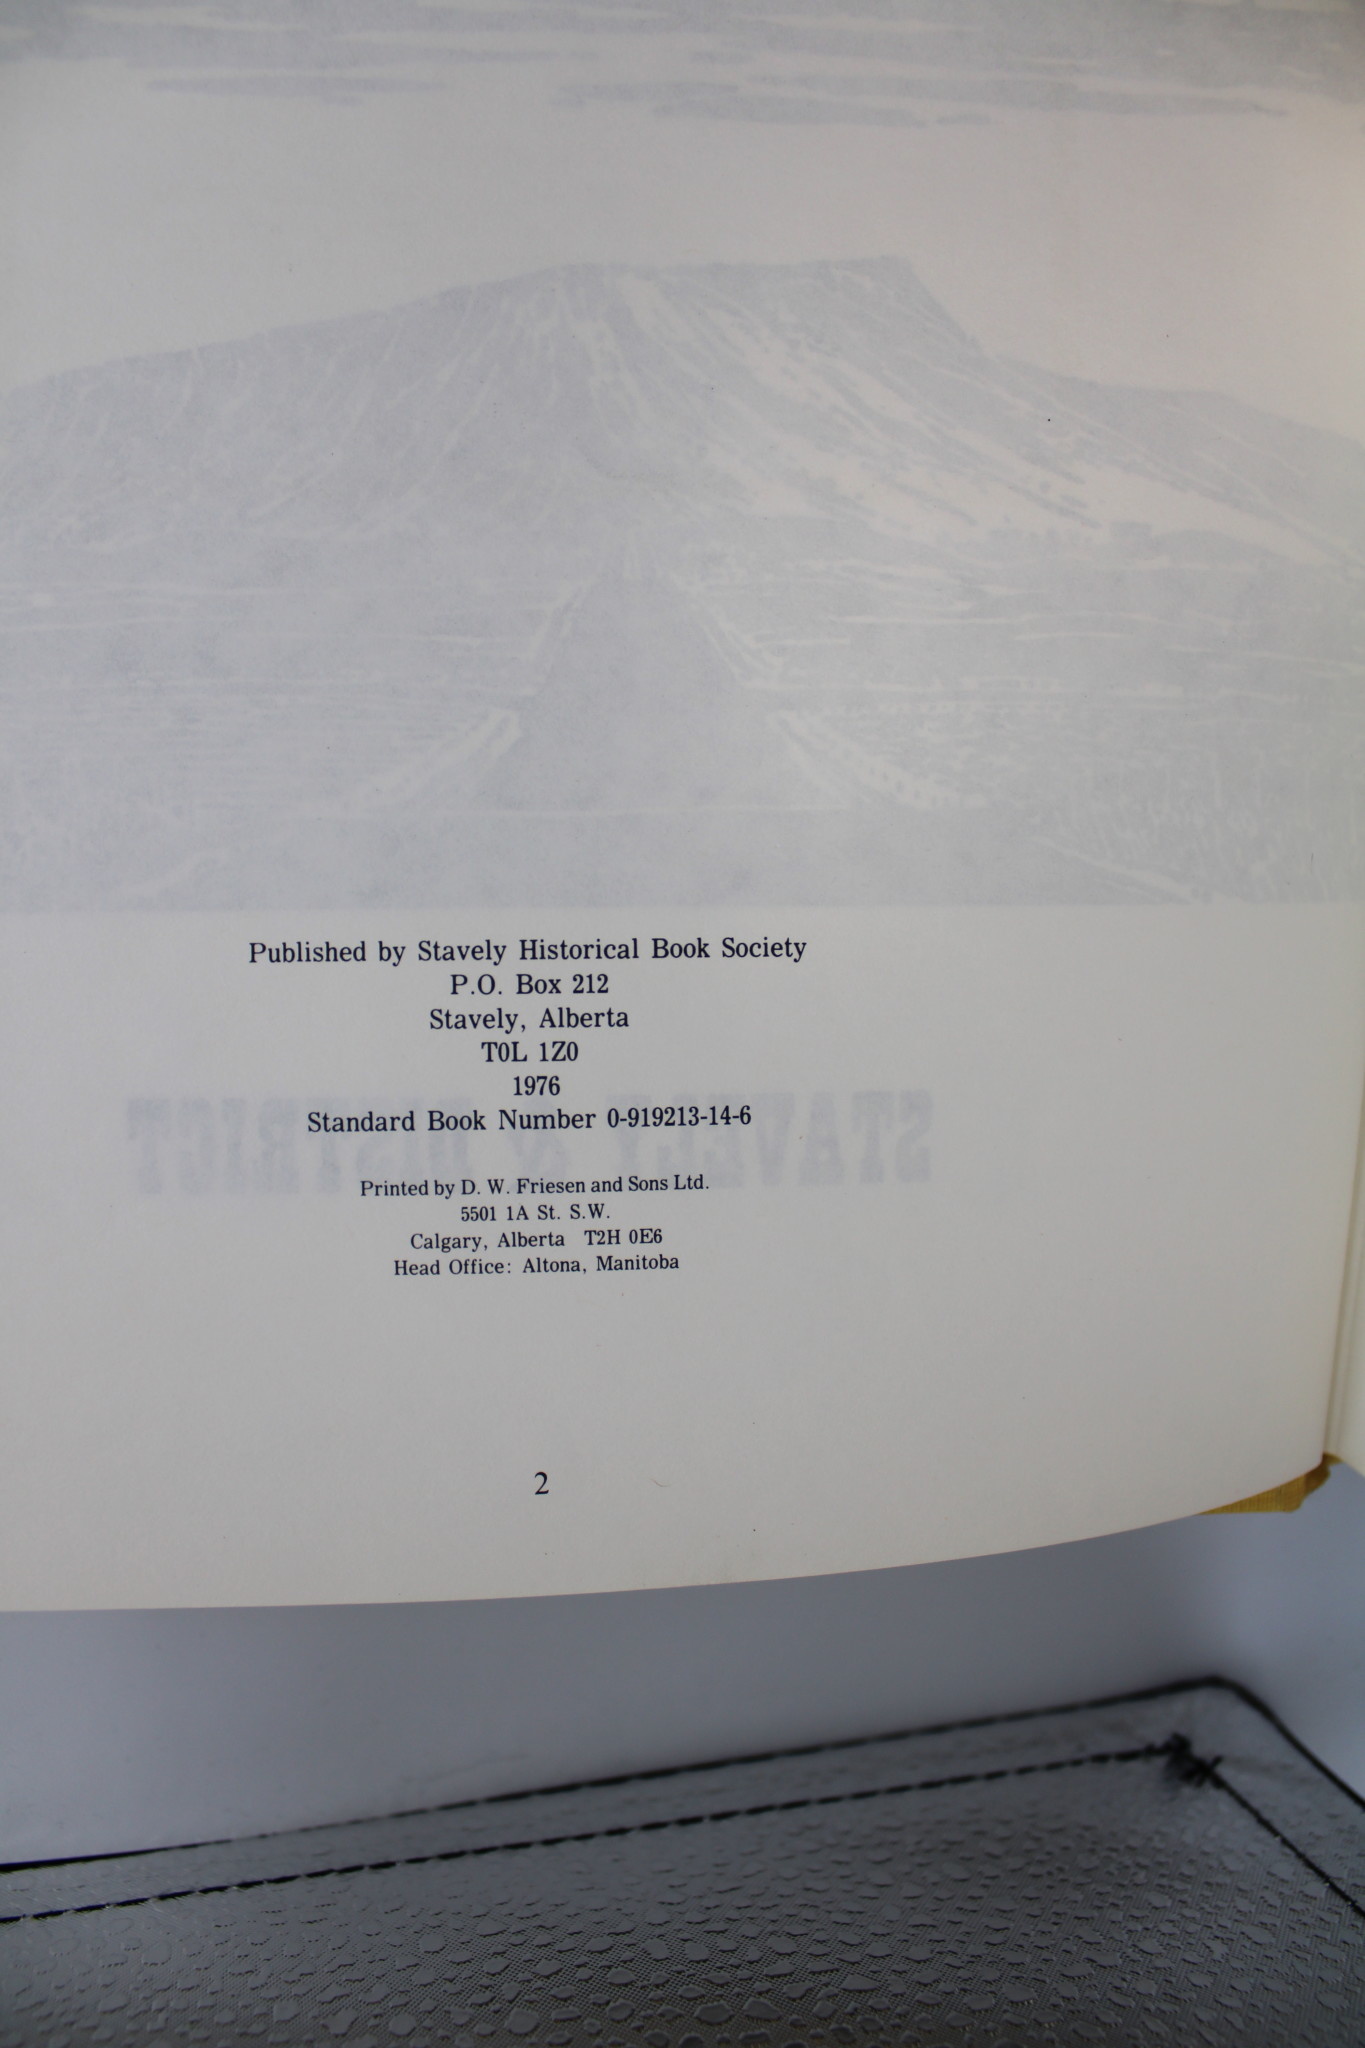 Published by Stavely Historical Book Society
P.O. Box 212
Stavely, Alberta
T0L 1Z0
1976
Standard Book Number 0-919213-14-6
STAVELY & DISTRICT
Printed by D. W. Friesen and Sons Ltd.
5501 1A St. S.W.
Calgary, Alberta T2H 0E6
Head Office: Altona, Manitoba
2